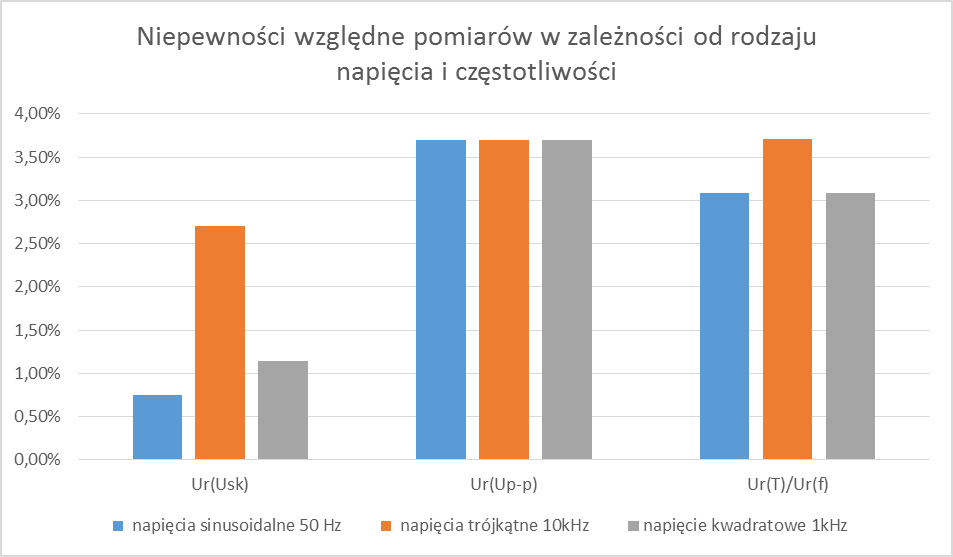 Niepewności względne pomiarów w zależności od rodzaju
napięcia i częstotliwości
4,00%
3,50%
3,00%
2,50%
2,00%
1,50%
1,00%
0,50%
0,00%
Ur(Usk) Ur(Up-p) Ur(T)/Ur(f)
napięcia sinusoidalne 50 Hz napięcia trójkątne 10kHz napięcie kwadratowe 1kHz